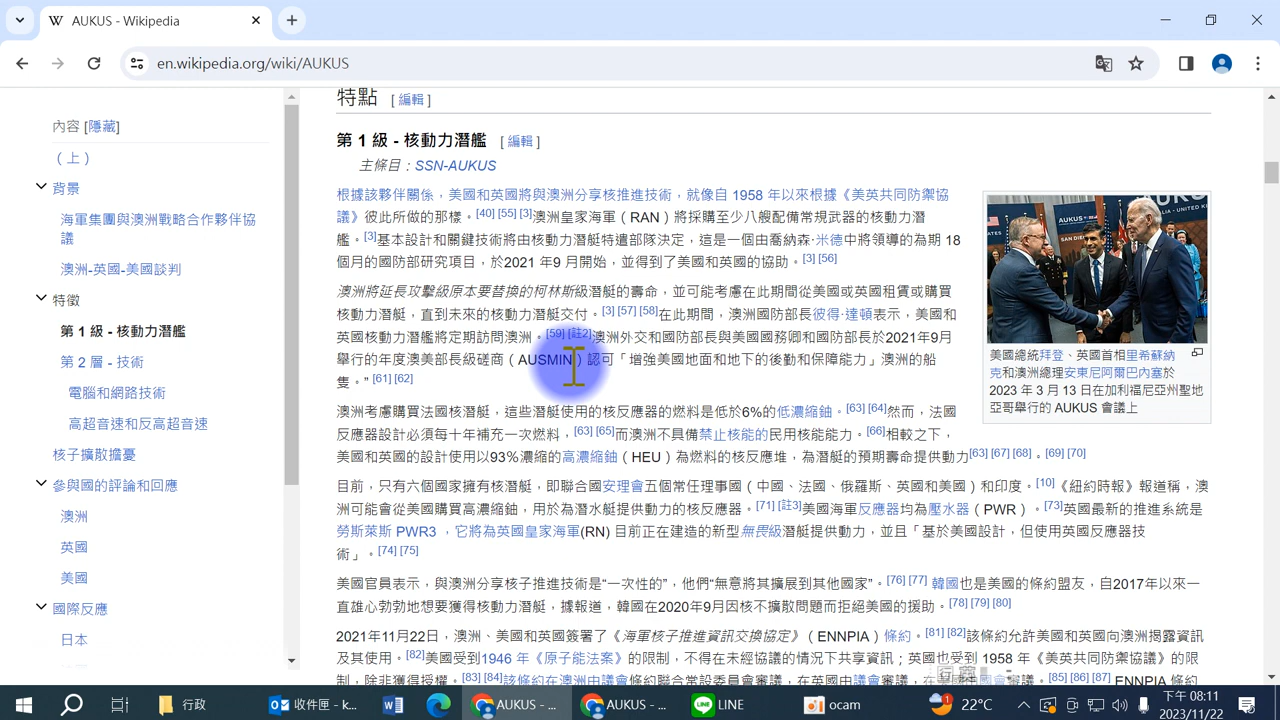 AUKUS - Wikipedia
en.wikipedia.org/wiki/AUKUS
內容 [隱藏]
（上）
背景
海軍集團與澳洲戰略合作夥伴協
議
澳洲-英國-美國談判
特徵
第 1 級 - 核動力潛艦
第 2 層 - 技術
電腦和網路技術
高超音速和反高超音速
核子擴散擔憂
參與國的評論和回應
澳洲
英國
美國
國際反應
日本
特點 [ 編輯 ]
第 1 級 - 核動力潛艦 [ 編輯 ]
主條目：SSN-AUKUS
根據該夥伴關係，美國和英國將與澳洲分享核推進技術，就像自 1958 年以來根據《美英共同防禦協
議》彼此所做的那樣。[40] [55] [3]澳洲皇家海軍（RAN）將採購至少八艘配備常規武器的核動力潛
艦。[3]基本設計和關鍵技術將由核動力潛艇特遣部隊決定，這是一個由喬納森·米德中將領導的為期 18
個月的國防部研究項目，於2021 年9 月開始，並得到了美國和英國的協助。[3] [56]
澳洲將延長攻擊級原本要替換的柯林斯級潛艇的壽命，並可能考慮在此期間從美國或英國租賃或購買
核動力潛艇，直到未來的核動力潛艇交付。[3] [57] [58]在此期間，澳洲國防部長彼得·達頓表示，美國和
英國核動力潛艦將定期訪問澳洲。[59] [註2]澳洲外交和國防部長與美國國務卿和國防部長於2021年9月
舉行的年度澳美部長級磋商（AUSMIN）認可「增強美國地面和地下的後勤和保障能力」澳洲的船
隻。” [61] [62]
澳洲考慮購買法國核潛艇，這些潛艇使用的核反應器的燃料是低於6%的低濃縮鈾。[63] [64]然而，法國
反應器設計必須每十年補充一次燃料，[63] [65]而澳洲不具備禁止核能的民用核能能力。[66]相較之下，
美國和英國的設計使用以93%濃縮的高濃縮鈾（HEU）為燃料的核反應堆，為潛艇的預期壽命提供動力[63] [67] [68] 。[69] [70]
目前，只有六個國家擁有核潛艇，即聯合國安理會五個常任理事國（中國、法國、俄羅斯、英國和美國）和印度。[10]《紐約時報》報道稱，澳
洲可能會從美國購買高濃縮鈾，用於為潛水艇提供動力的核反應器。[71] [註3]美國海軍反應器均為壓水器（PWR）。[73]英國最新的推進系統是
勞斯萊斯 PWR3 ，它將為英國皇家海軍(RN) 目前正在建造的新型無畏級潛艇提供動力，並且「基於美國設計，但使用英國反應器技
術」。[74] [75]
美國官員表示，與澳洲分享核子推進技術是“一次性的”，他們“無意將其擴展到其他國家”。[76] [77] 韓國也是美國的條約盟友，自2017年以來一
直雄心勃勃地想要獲得核動力潛艇，據報道，韓國在2020年9月因核不擴散問題而拒絕美國的援助。[78] [79] [80]
2021年11月22日，澳洲、美國和英國簽署了《海軍核子推進資訊交換協定》（ENNPIA）條約。[81] [82]該條約允許美國和英國向澳洲揭露資訊
及其使用。[82]美國受到1946 年《原子能法案》的限制，不得在未經協議的情況下共享資訊；英國也受到 1958 年《美英共同防禦協議》的限
制，除非獲得授權。[83] [84]該條約在澳洲由議會條約聯合常設委員會審議，在英國由議會審議，在 [85] [86] [87] ENNPIA 條約
美國總統拜登、英國首相里希蘇納
克和澳洲總理安東尼阿爾巴內塞於
2023 年 3 月 13 日在加利福尼亞州聖地
亞哥舉行的 AUKUS 會議上
行政
收件匣 - k...
AUKUS - ...
AUKUS - ...
LINE
ocam
22°C
下午 08:11
2023/11/22